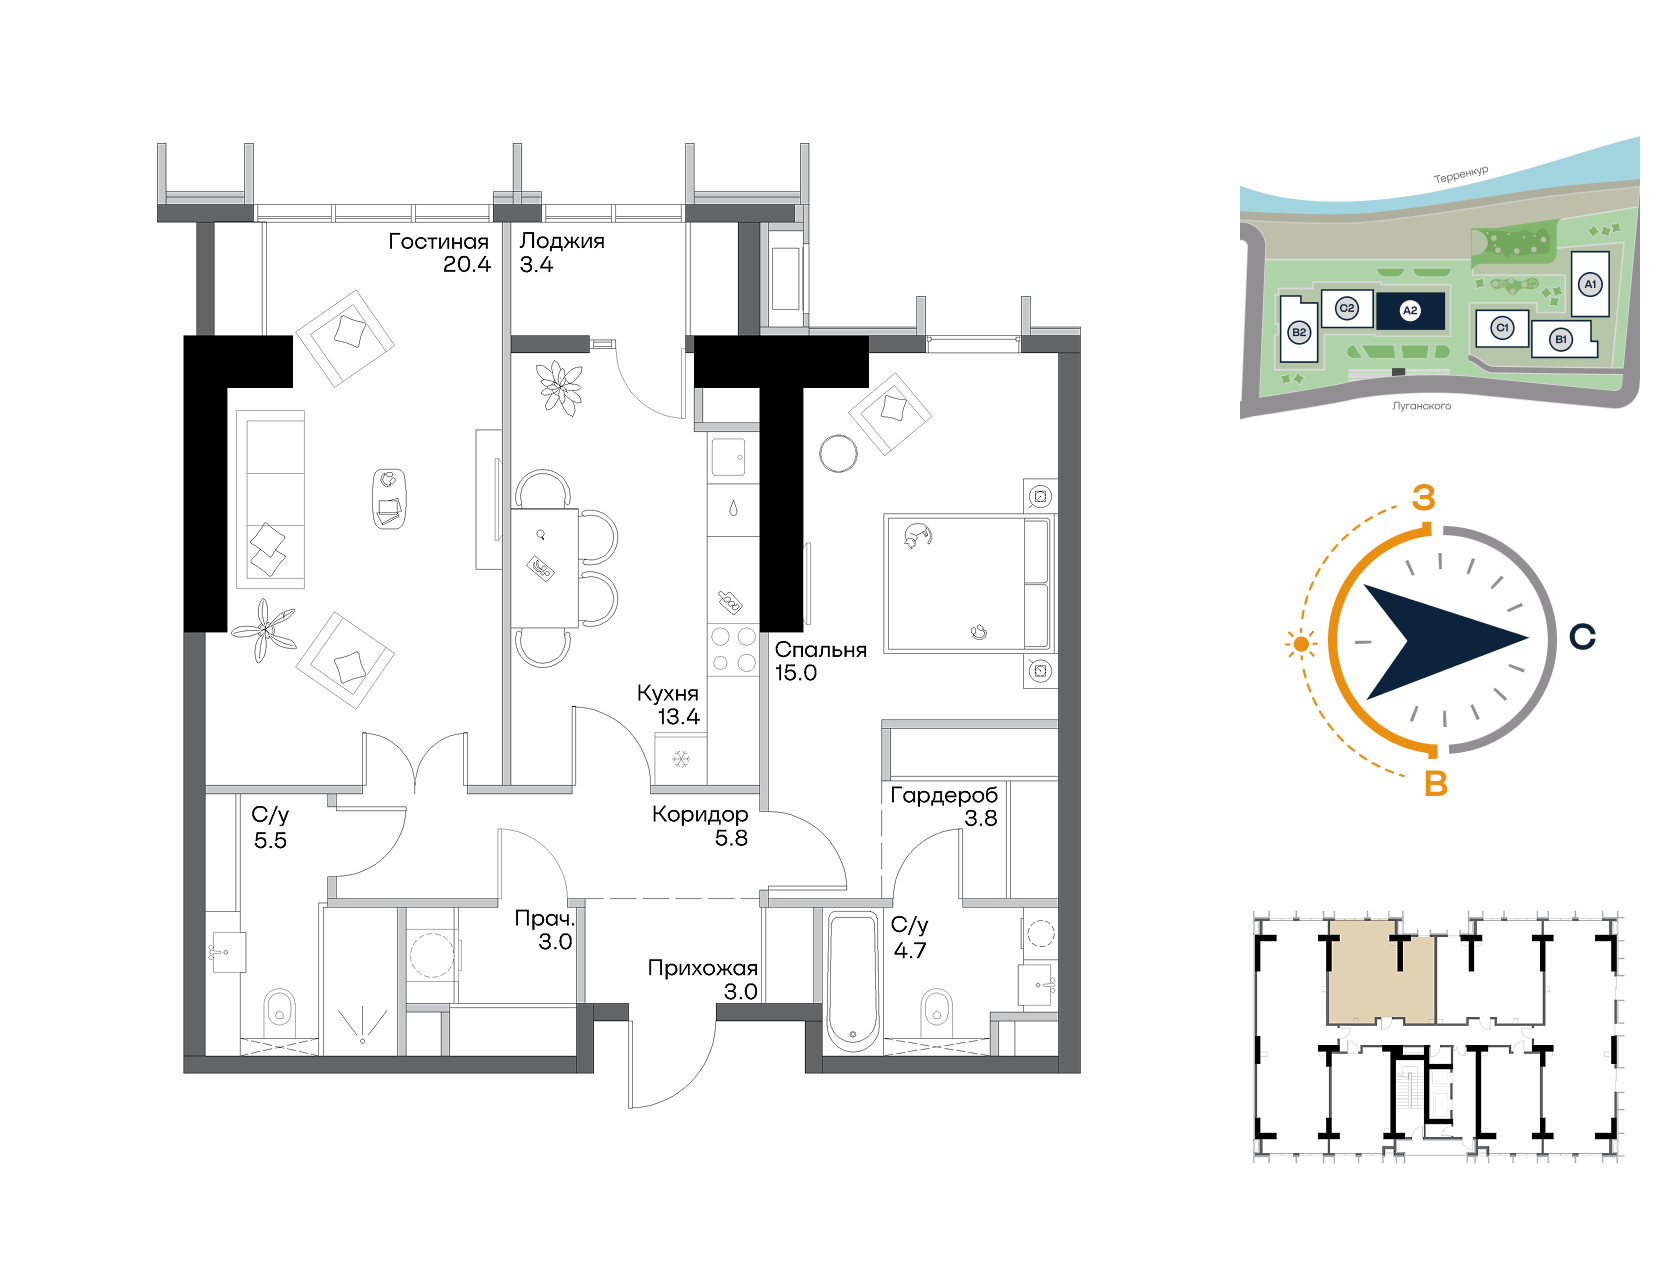 Гостиная
20.4
Лоджия
3.4
Спальня
15.0
Кухня
13.4
С/у
5.5
Коридор
5.8
Гардероб
3.8
Прач.
3.0
Прихожая
3.0
С/у
4.7
Терренкур
A1
C2
A2
B2
C1
B1
Луганского
З
С
В